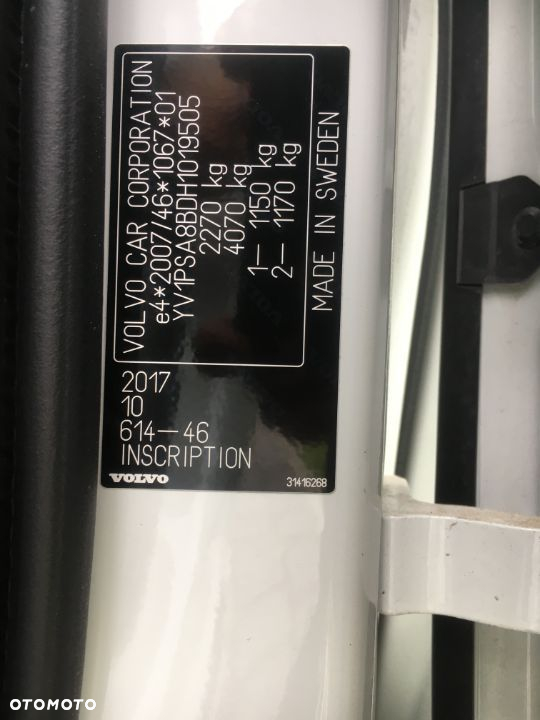 VOLVO CAR CORPORATION
e4*2007/46*1067*01
YV1PSA8BDH1019505
2270 kg
4070 kg
1— 1150 kg
2— 1170 kg
MADE IN SWEDEN
2017
10
614—46
INSCRIPTION
VOLVO
31416268
OTOMOTO